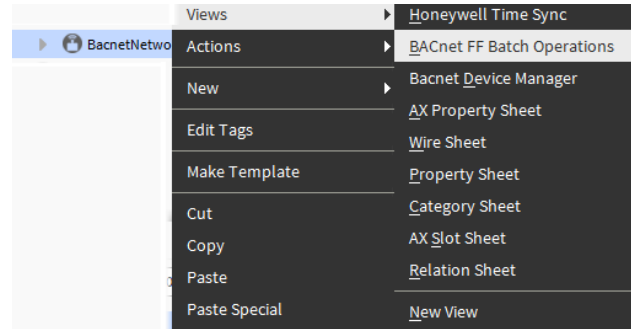 Views
Honeywell Time Sync
BacnetNetwo
Actions
BACnet FF Batch Operations
New
Bacnet Device Manager
AX Property Sheet
Edit Tags
Wire Sheet
Make Template
Property Sheet
Category Sheet
Cut
AX Slot Sheet
Copy
Relation Sheet
Paste
Paste Special
New View